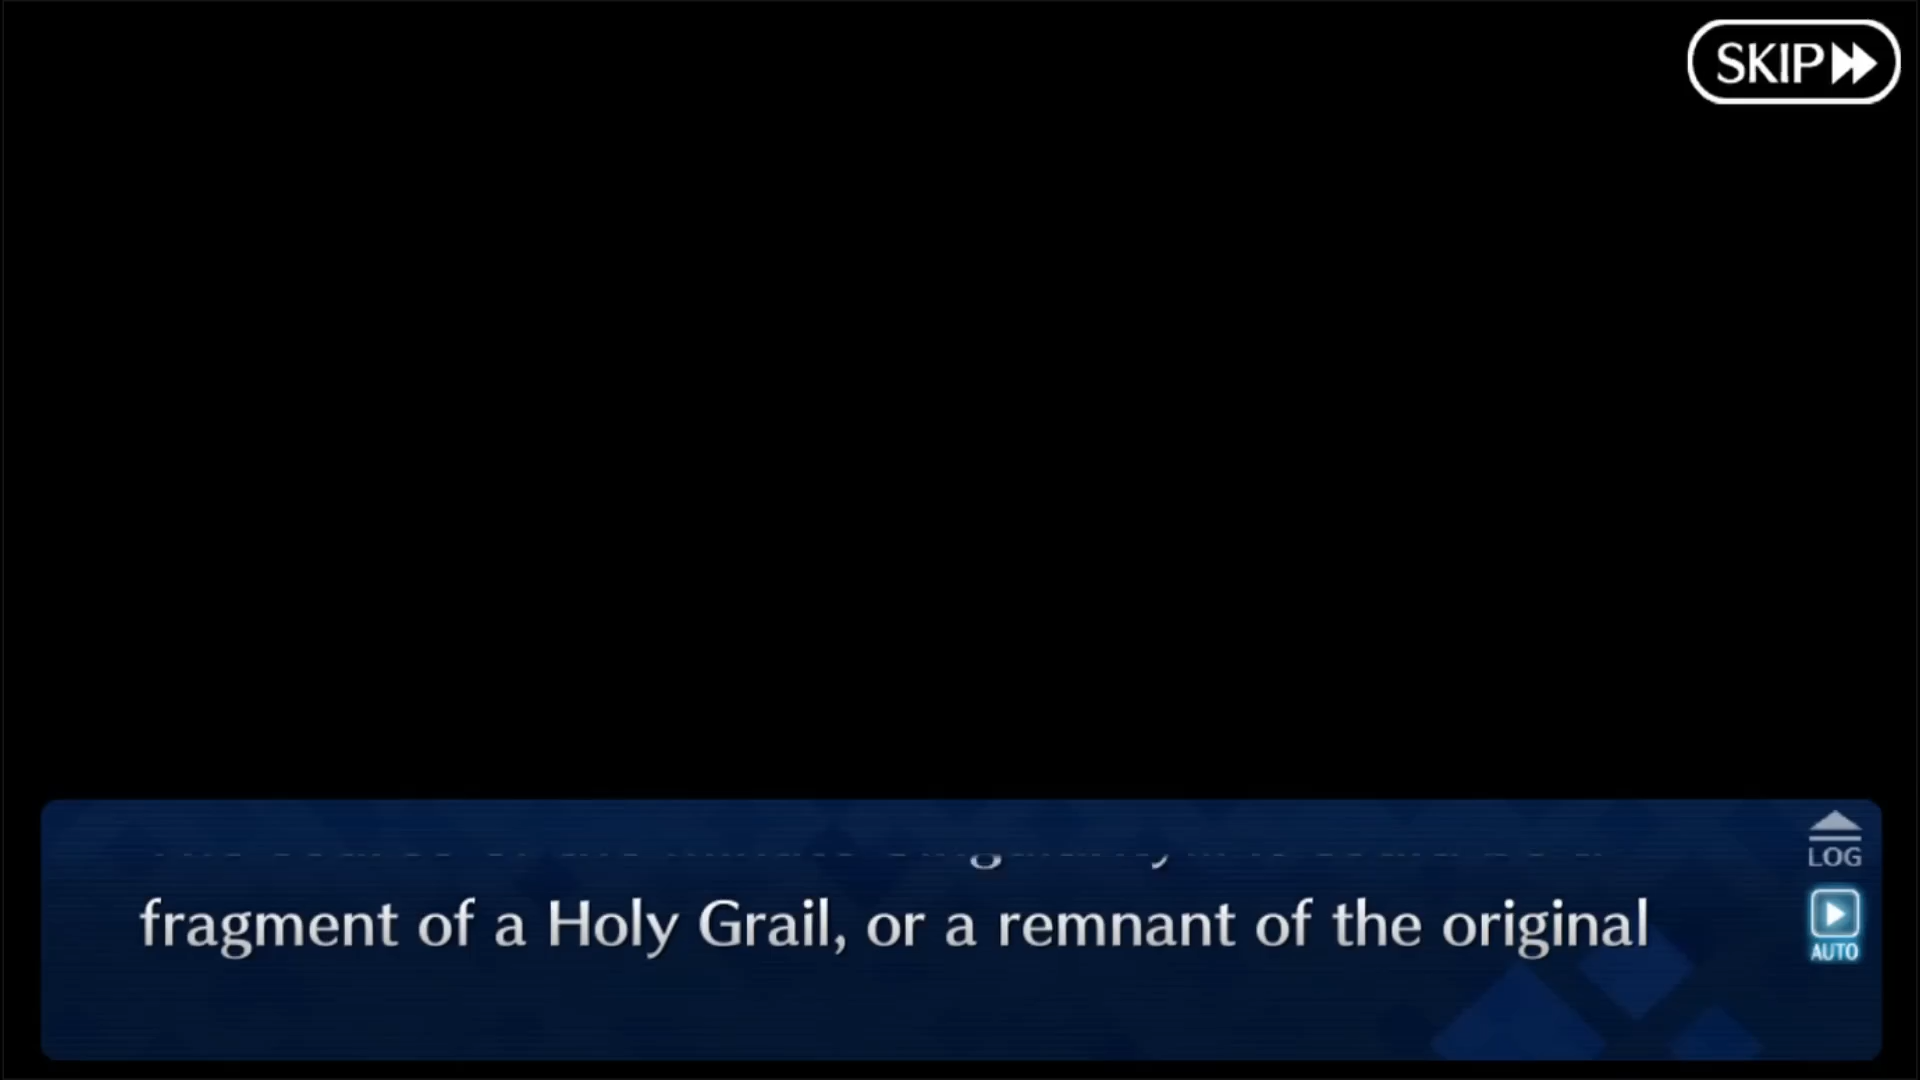 SKIP
LOG
fragment of a Holy Grail, or a remnant of the original
AUTO